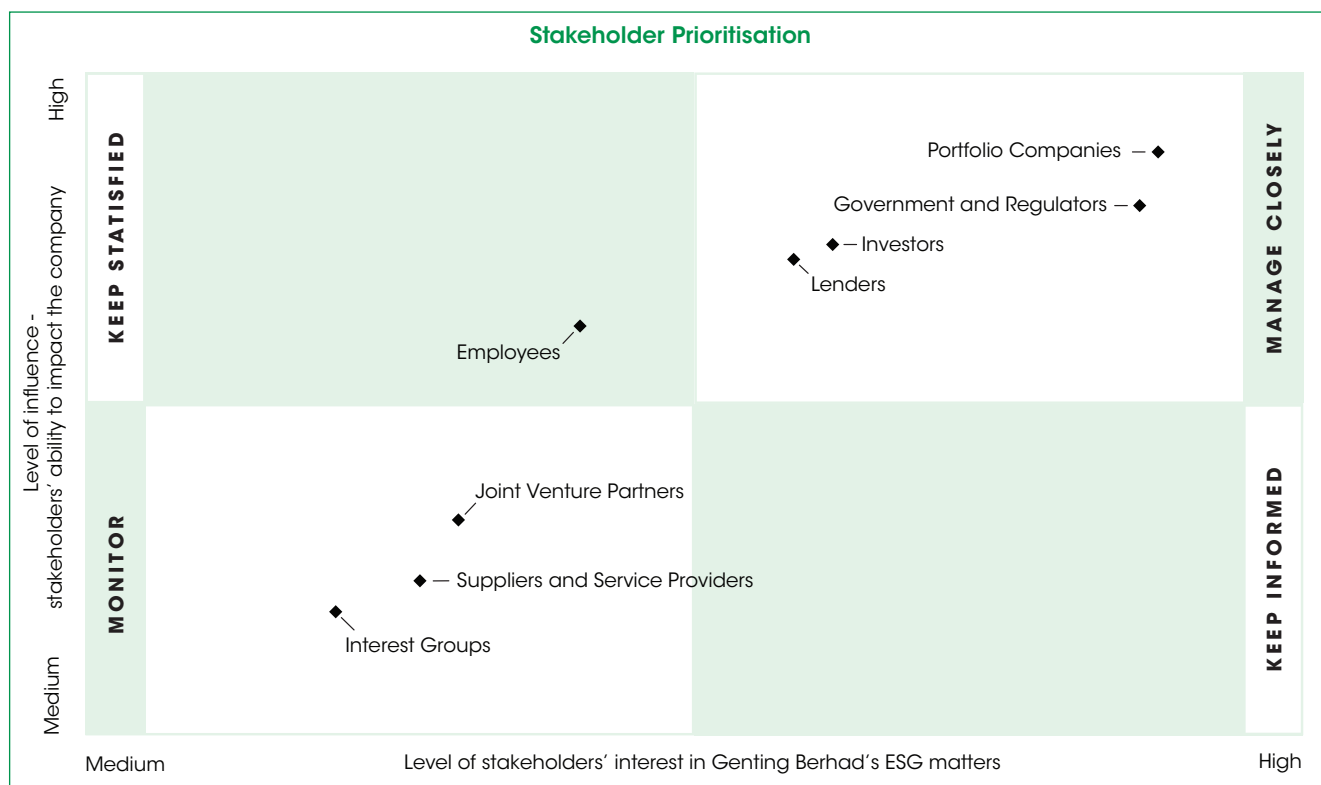 Stakeholder Prioritisation
High
KEEP STATISFIED
MANAGE CLOSELY
Portfolio Companies
Government and Regulators
Investors
Lenders
Employees
Level of influence -
stakeholders' ability to impact the company
MONITOR
KEEP INFORMED
Joint Venture Partners
Suppliers and Service Providers
Interest Groups
Medium
Medium
Level of stakeholders' interest in Genting Berhad's ESG matters
High